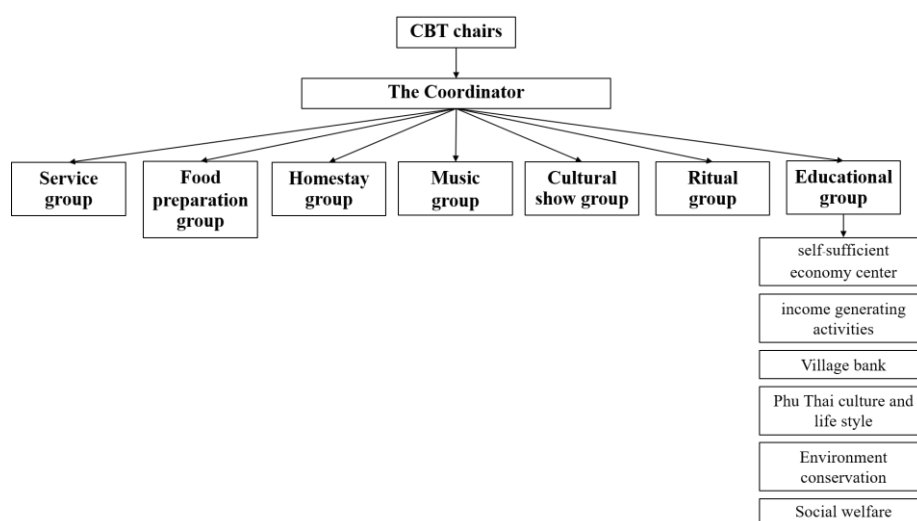 CBT chairs
The Coordinator
Service
group
Food
preparation
group
Homestay
group
Music
group
Cultural
show group
Ritual
group
Educational
group
self-sufficient
economy center
income generating
activities
Village bank
Phu Thai culture and
life style
Environment
conservation
Social welfare